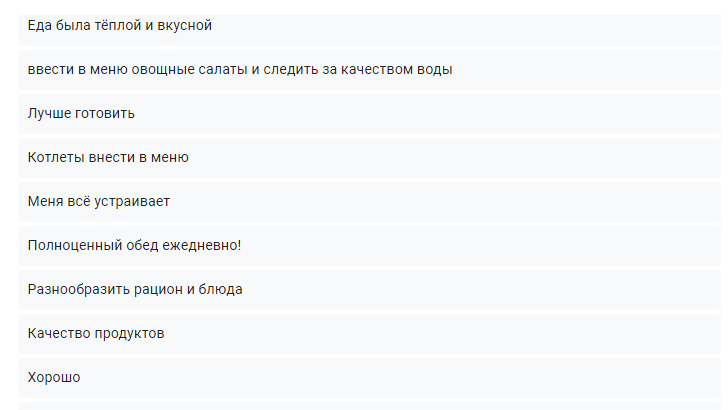 Еда была тёплой и вкусной
ввести в меню овощные салаты и следить за качеством воды
Лучше готовить
Котлеты внести в меню
Меня всё устраивает
Полноценный обед ежедневно!
Разнообразить рацион и блюда
Качество продуктов
Хорошо